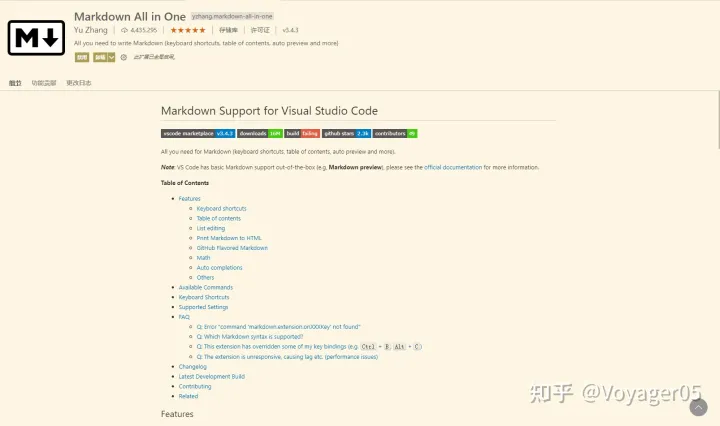 Markdown All in One yzhang.markdown-all-in-one
Yu Zhang | 4,435,295 | ★★★★★ | 存储库 | 许可证 | v3.4.3
All you need to write Markdown (keyboard shortcuts, table of contents, auto preview and more)
禁用 卸载 此扩展已全局启用。
细节 功能贡献 更改日志
Markdown Support for Visual Studio Code
vscode marketplace v3.4.3 downloads 16M build failing github stars 2.3k contributors
All you need for Markdown (keyboard shortcuts, table of contents, auto preview and more).
Note: VS Code has basic Markdown support out-of-the-box (e.g, Markdown preview), please see the official documentation for more information.
Table of Contents
• Features
◦ Keyboard shortcuts
◦ Table of contents
◦ List editing
◦ Print Markdown to HTML
◦ GitHub Flavored Markdown
◦ Math
◦ Auto completions
◦ Others
• Available Commands
• Keyboard Shortcuts
• Supported Settings
• FAQ
◦ Q: Error "command 'markdown.extension.onXXXKey' not found"
◦ Q: Which Markdown syntax is supported?
◦ Q: This extension has overridden some of my key bindings (e.g. Ctrl + B, Alt + C)
◦ Q: The extension is unresponsive, causing lag etc. (performance issues)
• Changelog
• Latest Development Build
• Contributing
• Related
Features
知乎 @Voyager05